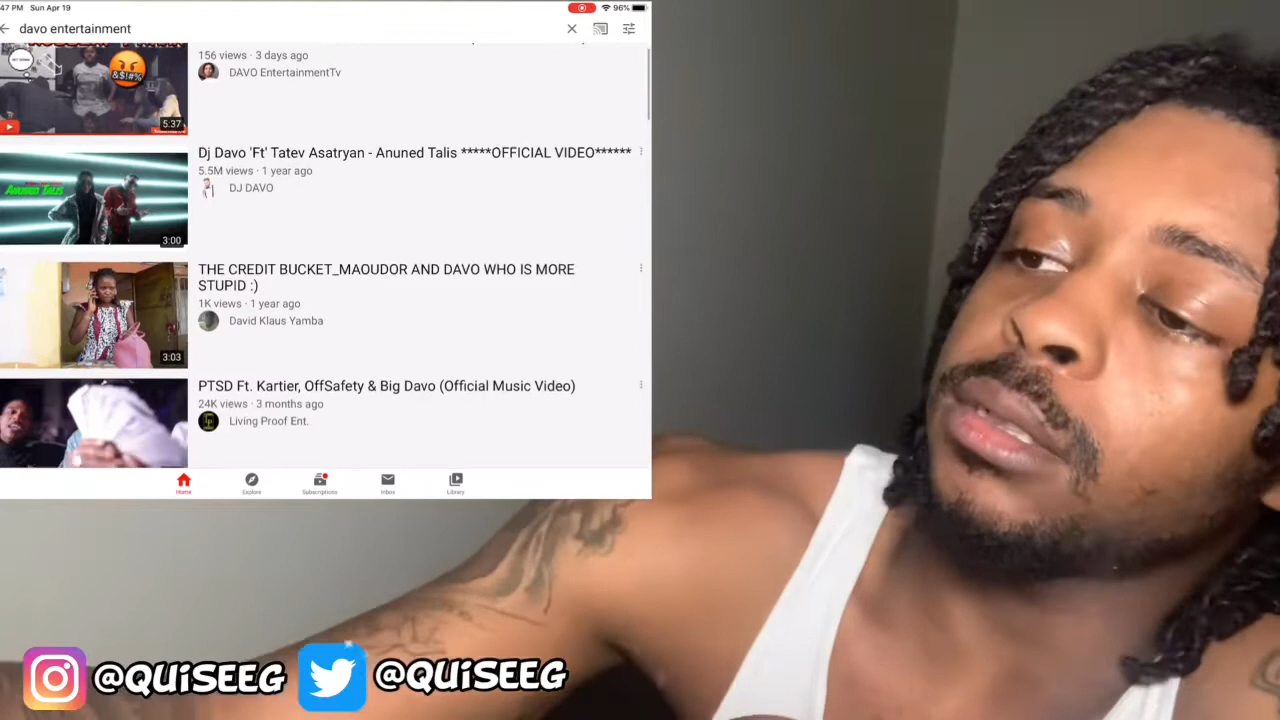 47 PM Sun Apr 19
96%
davo entertainment
156 views · 3 days ago
DAVO EntertainmentTv
&$!#%
5:37
Dj Davo 'Ft' Tatev Asatryan - Anuned Talis *****OFFICIAL VIDEO******
5.5M views · 1 year ago
DJ DAVO
ANUNED TALIS
3:00
THE CREDIT BUCKET_MAOUDOR AND DAVO WHO IS MORE
STUPID :)
1K views · 1 year ago
David Klaus Yamba
3:03
PTSD Ft. Kartier, OffSafety & Big Davo (Official Music Video)
24K views · 3 months ago
Living Proof Ent.
Home Explore Subscriptions Inbox Library
@QUiSEEG @QUiSEEG